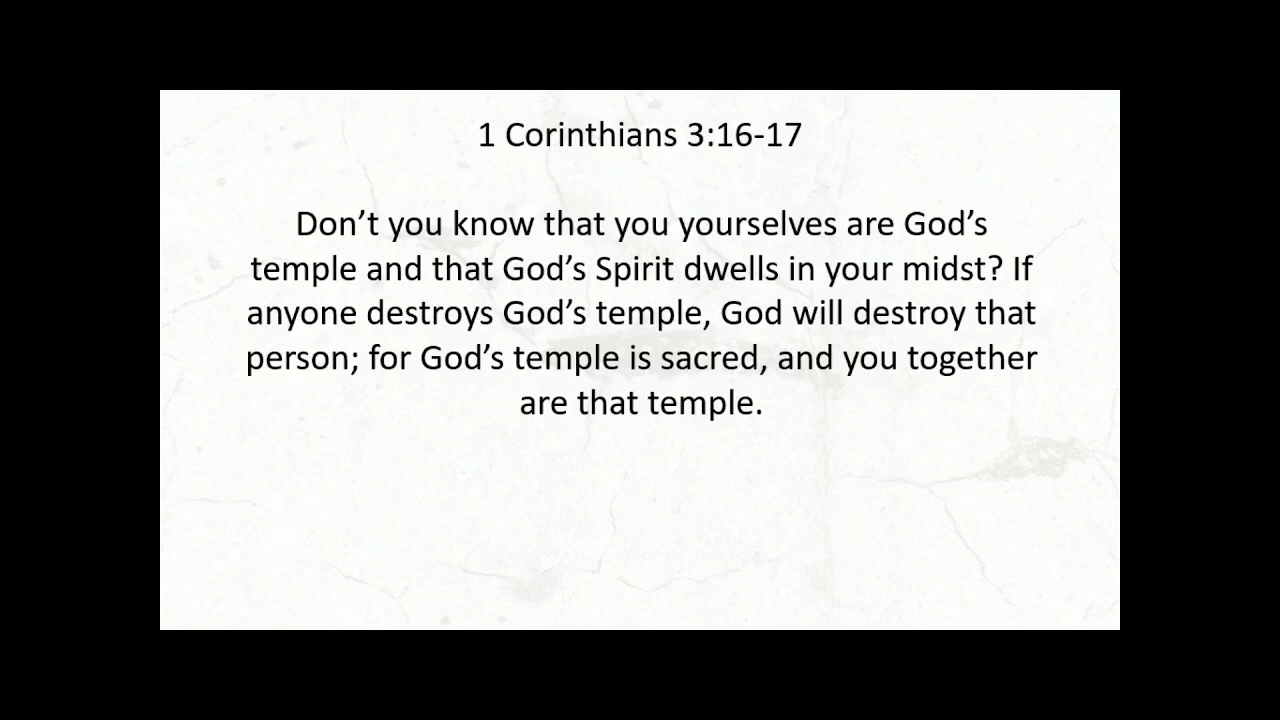 1 Corinthians 3:16-17
Don’t you know that you yourselves are God’s
temple and that God’s Spirit dwells in your midst? If
anyone destroys God’s temple, God will destroy that
person; for God’s temple is sacred, and you together
are that temple.